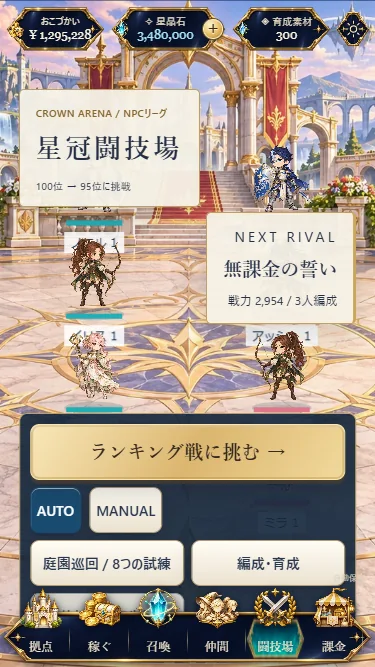 おこづかい
¥1,295,228
✧ 星晶石
3,480,000
+
◈ 育成素材
300
CROWN ARENA / NPCリーグ
星冠闘技場
100位 → 95位に挑戦
NEXT RIVAL
無課金の誓い
戦力 2,954 / 3人編成
ランキング戦に挑む →
AUTO
MANUAL
ミラ 1
庭園巡回 / 8つの試練
編成・育成
拠点
稼ぐ
召喚
仲間
闘技場
課金